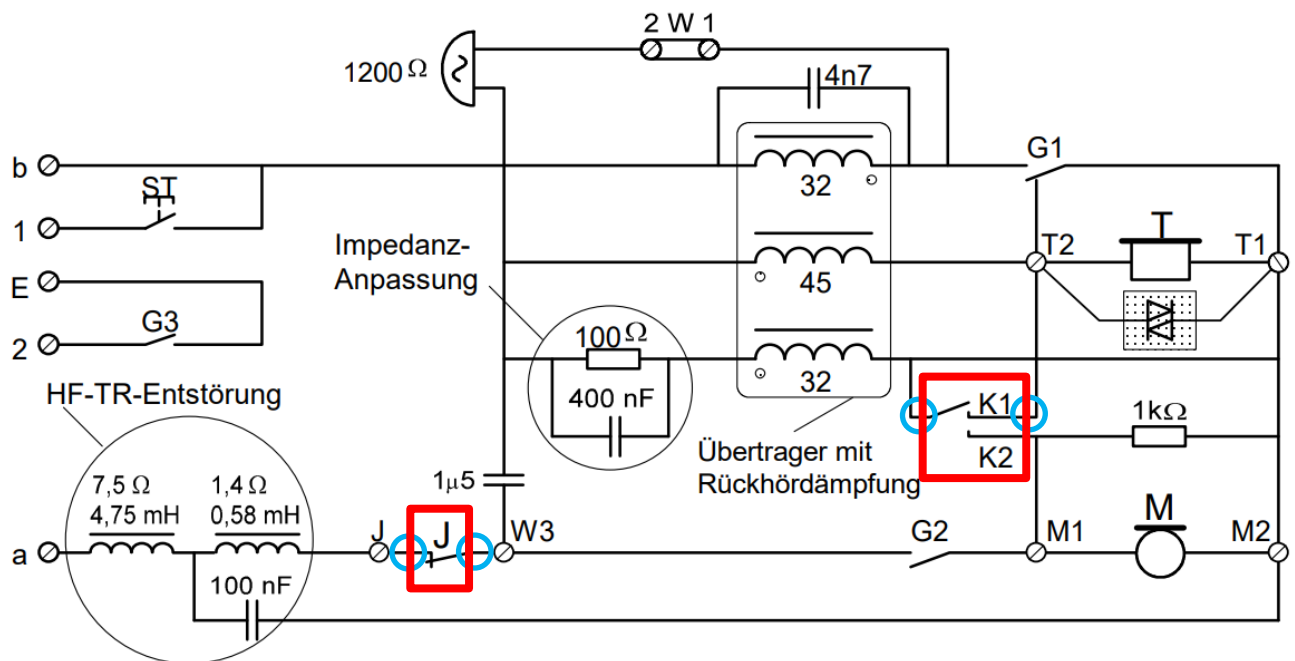 2 W 1
1200 Ω
4n7
b
ST
1
32
G1
Impedanz-
Anpassung
T2
T
T1
E
45
G3
2
100 Ω
HF-TR-Entstörung
400 nF
32
K1
1kΩ
K2
Übertrager mit
Rückhördämpfung
7,5 Ω
4,75 mH
1,4 Ω
0,58 mH
1µ5
a
J
J
W3
G2
M1
M
M2
100 nF